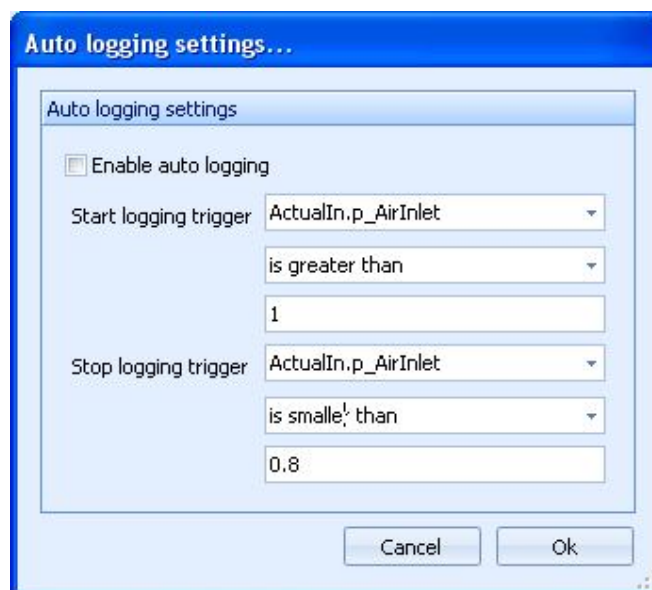 Auto logging settings...
Auto logging settings
Enable auto logging
Start logging trigger ActualIn.p_AirInlet
is greater than
1
Stop logging trigger ActualIn.p_AirInlet
is smaller than
0.8
Cancel Ok